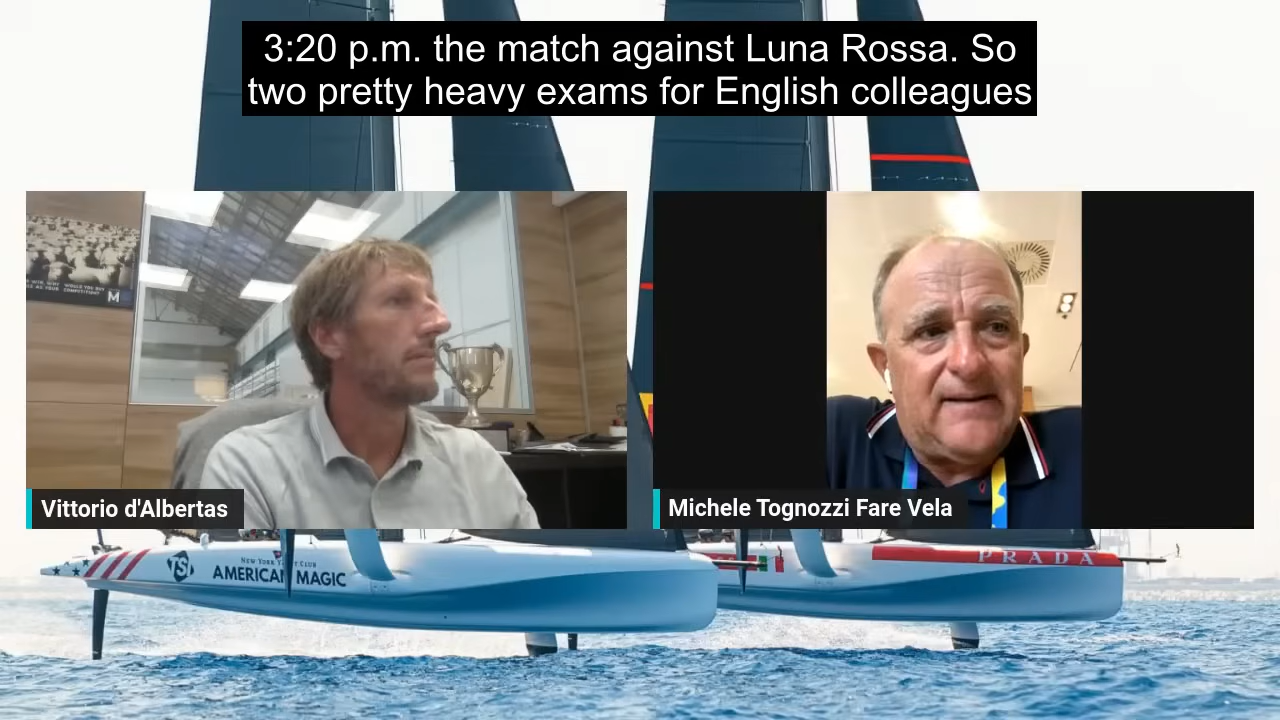 3:20 p.m. the match against Luna Rossa. So
two pretty heavy exams for English colleagues
M
Vittorio d'Albertas
Michele Tognozzi Fare Vela
NEW YORK YACHT CLUB
AMERICAN MAGIC
PRADA